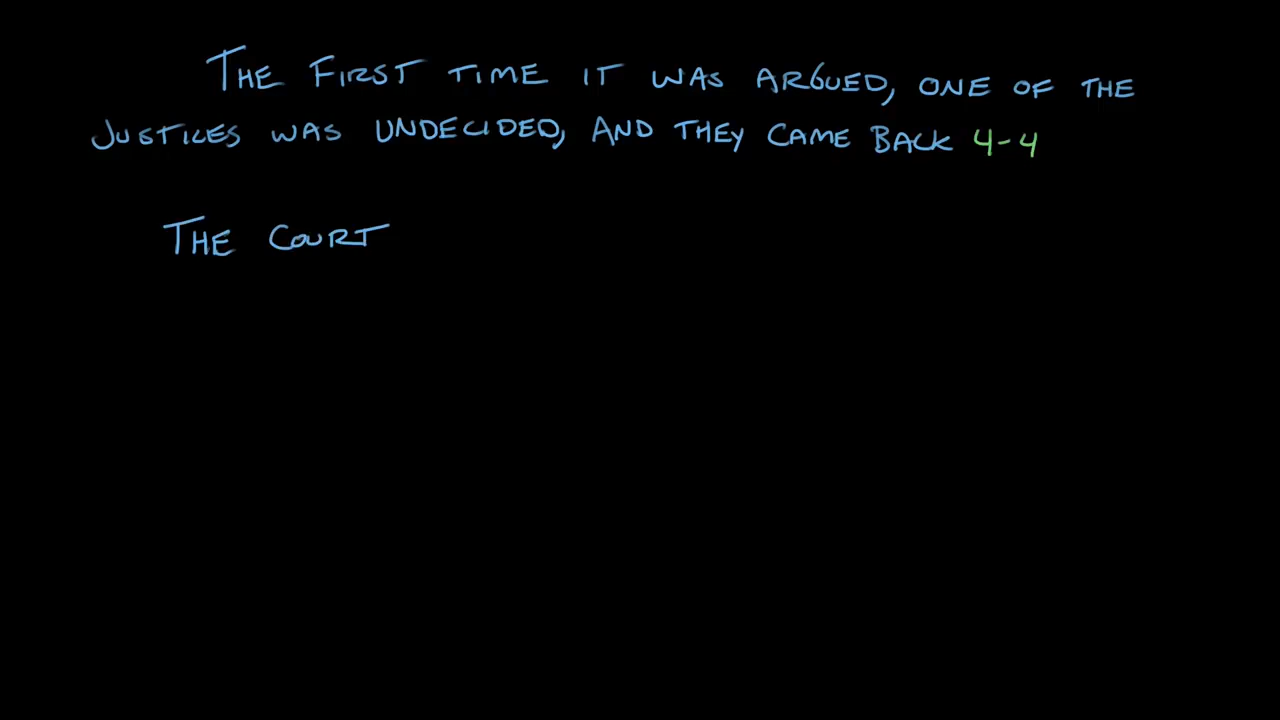 THE FIRST TIME IT WAS ARGUED, ONE OF THE
JUSTICES WAS UNDECIDED, AND THEY CAME BACK 4-4
THE COURT